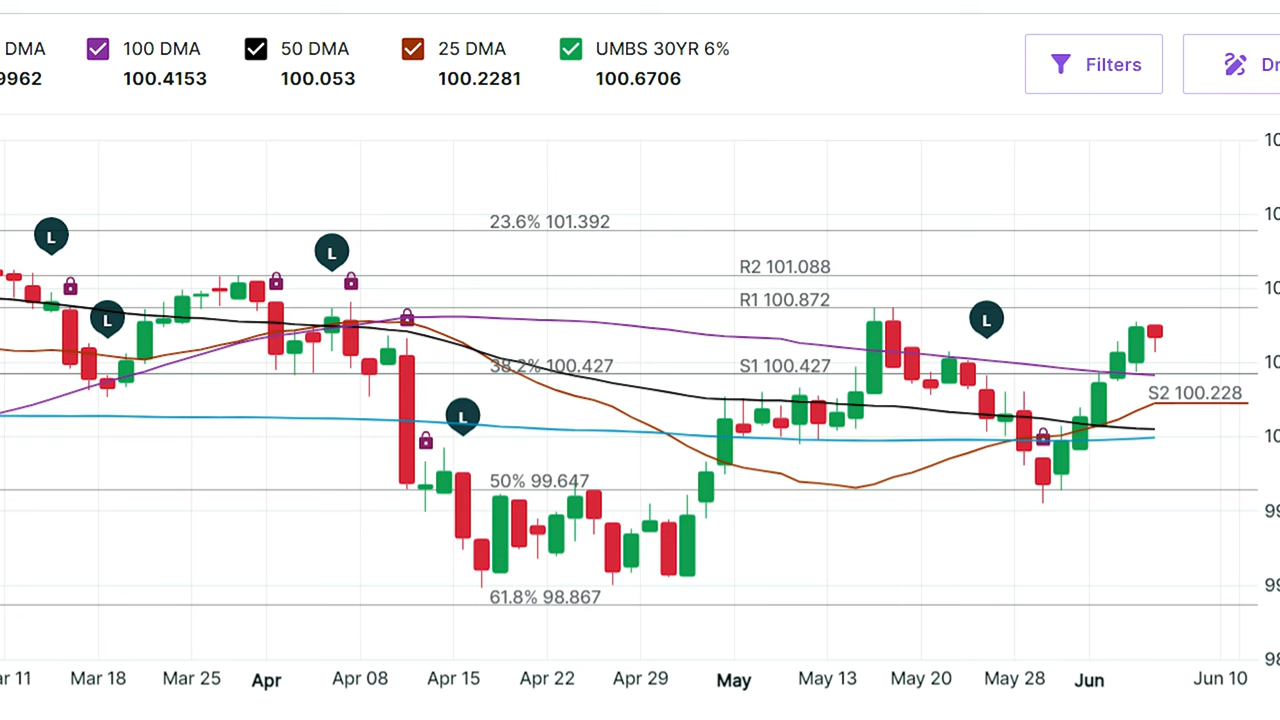 DMA 100 DMA 50 DMA 25 DMA UMBS 30YR 6%
9962 100.4153 100.053 100.2281 100.6706
Filters
23.6% 101.392
L
L
R2 101.088
R1 100.872
L
L
38.2% 100.427
S1 100.427
S2 100.228
L
50% 99.647
61.8% 98.867
ar 11 Mar 18 Mar 25 Apr Apr 08 Apr 15 Apr 22 Apr 29 May May 13 May 20 May 28 Jun Jun 10